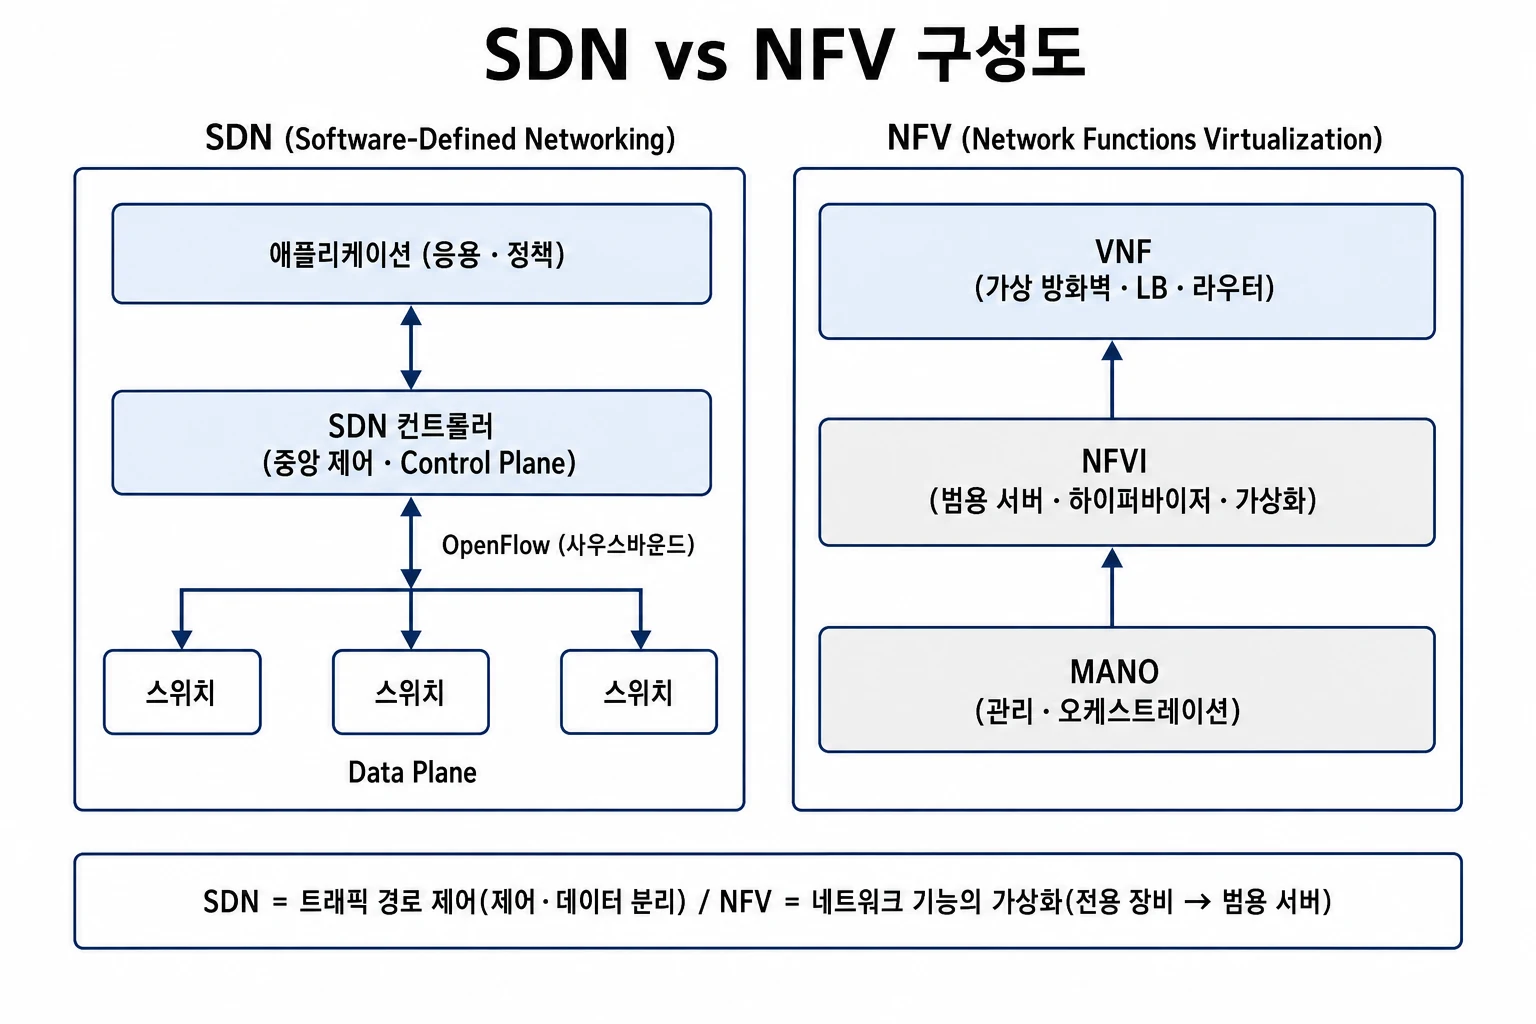 SDN vs NFV 구성도
SDN (Software-Defined Networking)
애플리케이션 (응용 · 정책)
SDN 컨트롤러
(중앙 제어 · Control Plane)
OpenFlow (사우스바운드)
스위치
스위치
스위치
Data Plane
NFV (Network Functions Virtualization)
VNF
(가상 방화벽 · LB · 라우터)
NFVI
(범용 서버 · 하이퍼바이저 · 가상화)
MANO
(관리 · 오케스트레이션)
SDN = 트래픽 경로 제어(제어 · 데이터 분리) / NFV = 네트워크 기능의 가상화(전용 장비 → 범용 서버)